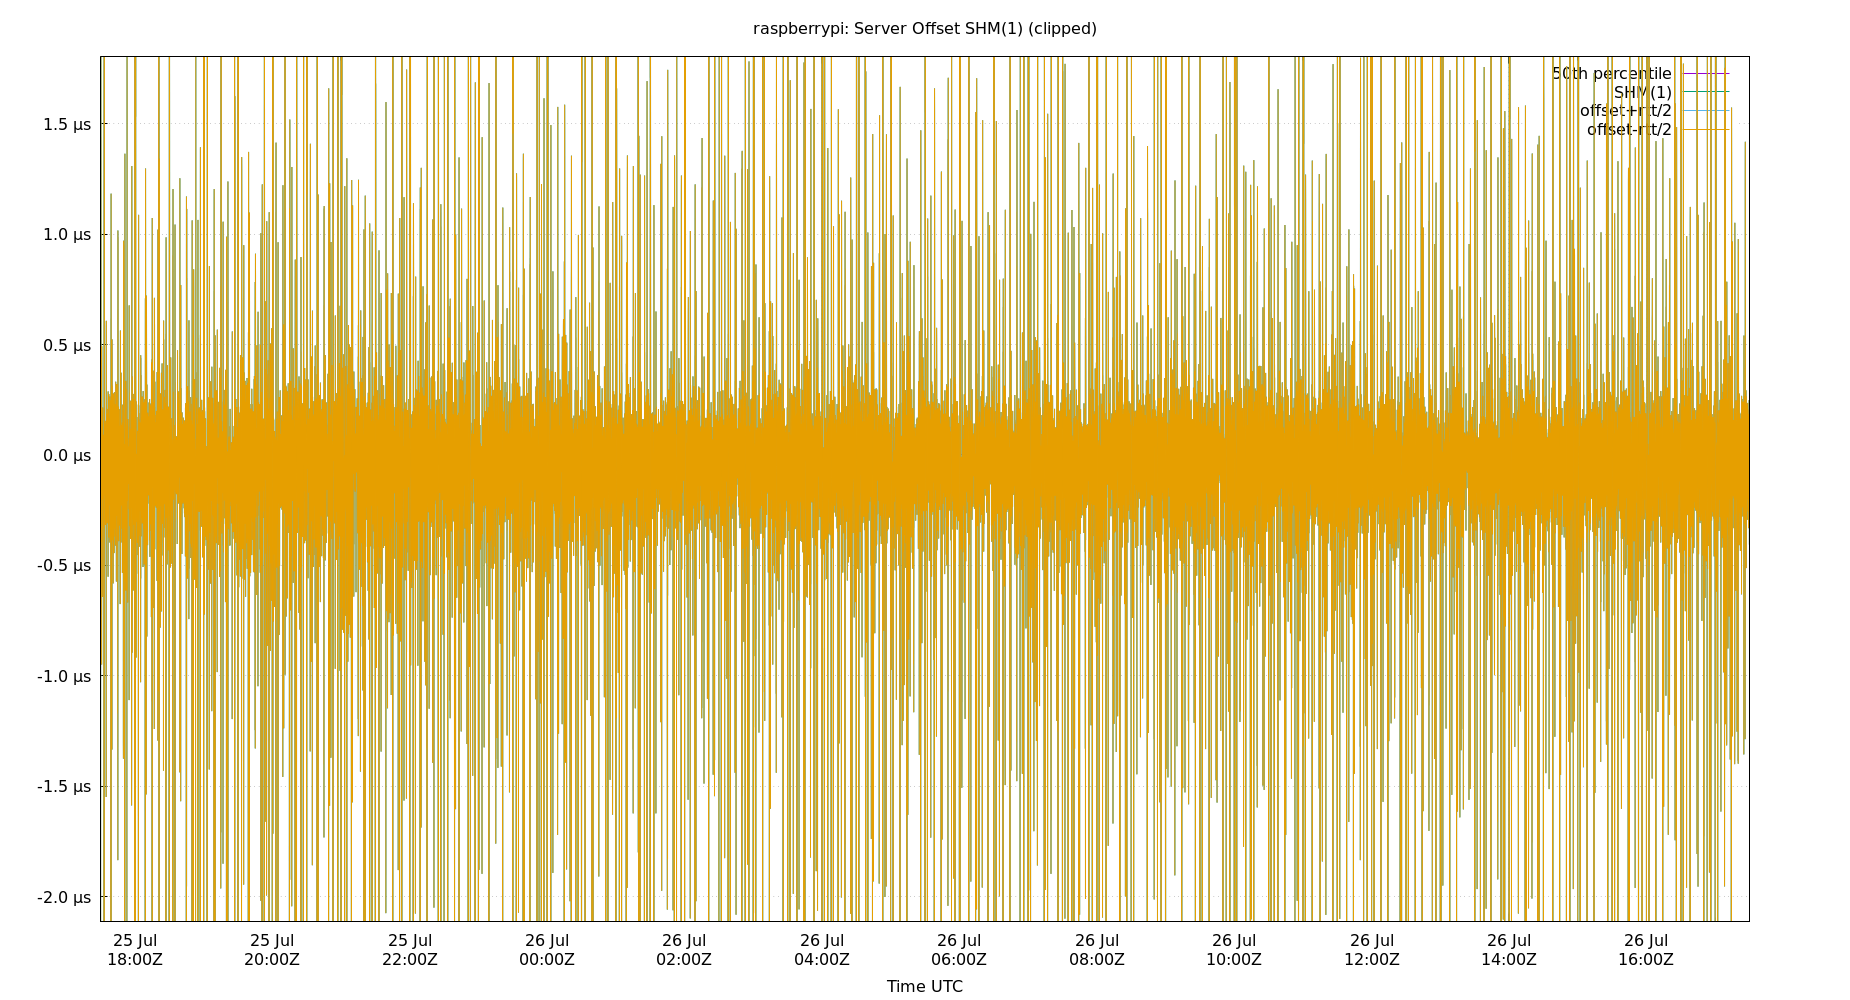 raspberrypi: Server Offset SHM(1) (clipped)
50th percentile
SHM(1)
offset+rtt/2
offset-rtt/2
1.5 µs
1.0 µs
0.5 µs
0.0 µs
-0.5 µs
-1.0 µs
-1.5 µs
-2.0 µs
25 Jul 25 Jul 25 Jul 26 Jul 26 Jul 26 Jul 26 Jul 26 Jul 26 Jul 26 Jul 26 Jul 26 Jul
18:00Z 20:00Z 22:00Z 00:00Z 02:00Z 04:00Z 06:00Z 08:00Z 10:00Z 12:00Z 14:00Z 16:00Z
Time UTC